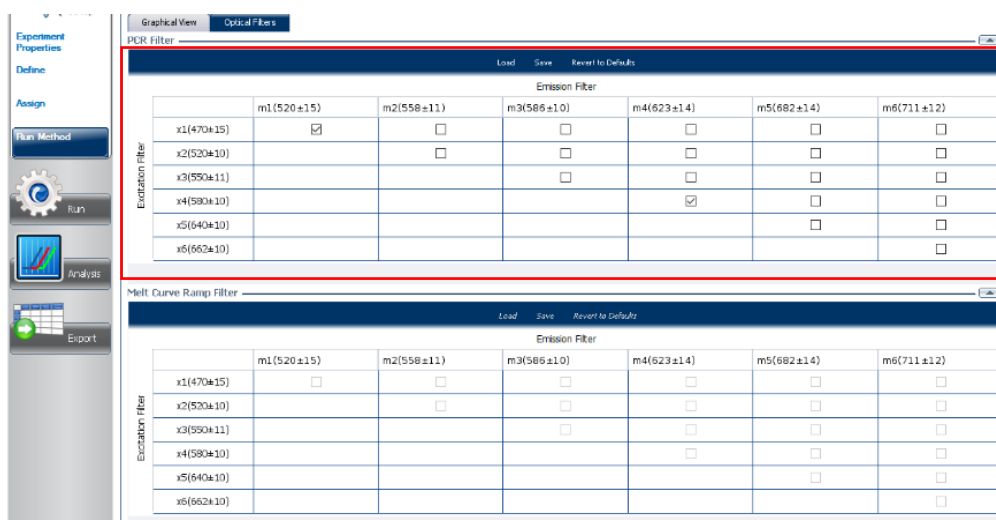 Graphical View Optical Filters
Experiment
Properties
PCR Filter
Load Save Revert to Defaults
Define
Emission Filter
Assign
m1(520±15) m2(558±11) m3(586±10) m4(623±14) m5(682±14) m6(711±12)
Run Method
Excitation Filter
x1(470±15)
x2(520±10)
x3(550±11)
x4(580±10)
x5(640±10)
x6(662±10)
Run
Analysis
Export
Melt Curve Ramp Filter
Load Save Revert to Defaults
Emission Filter
m1(520±15) m2(558±11) m3(586±10) m4(623±14) m5(682±14) m6(711±12)
Excitation Filter
x1(470±15)
x2(520±10)
x3(550±11)
x4(580±10)
x5(640±10)
x6(662±10)